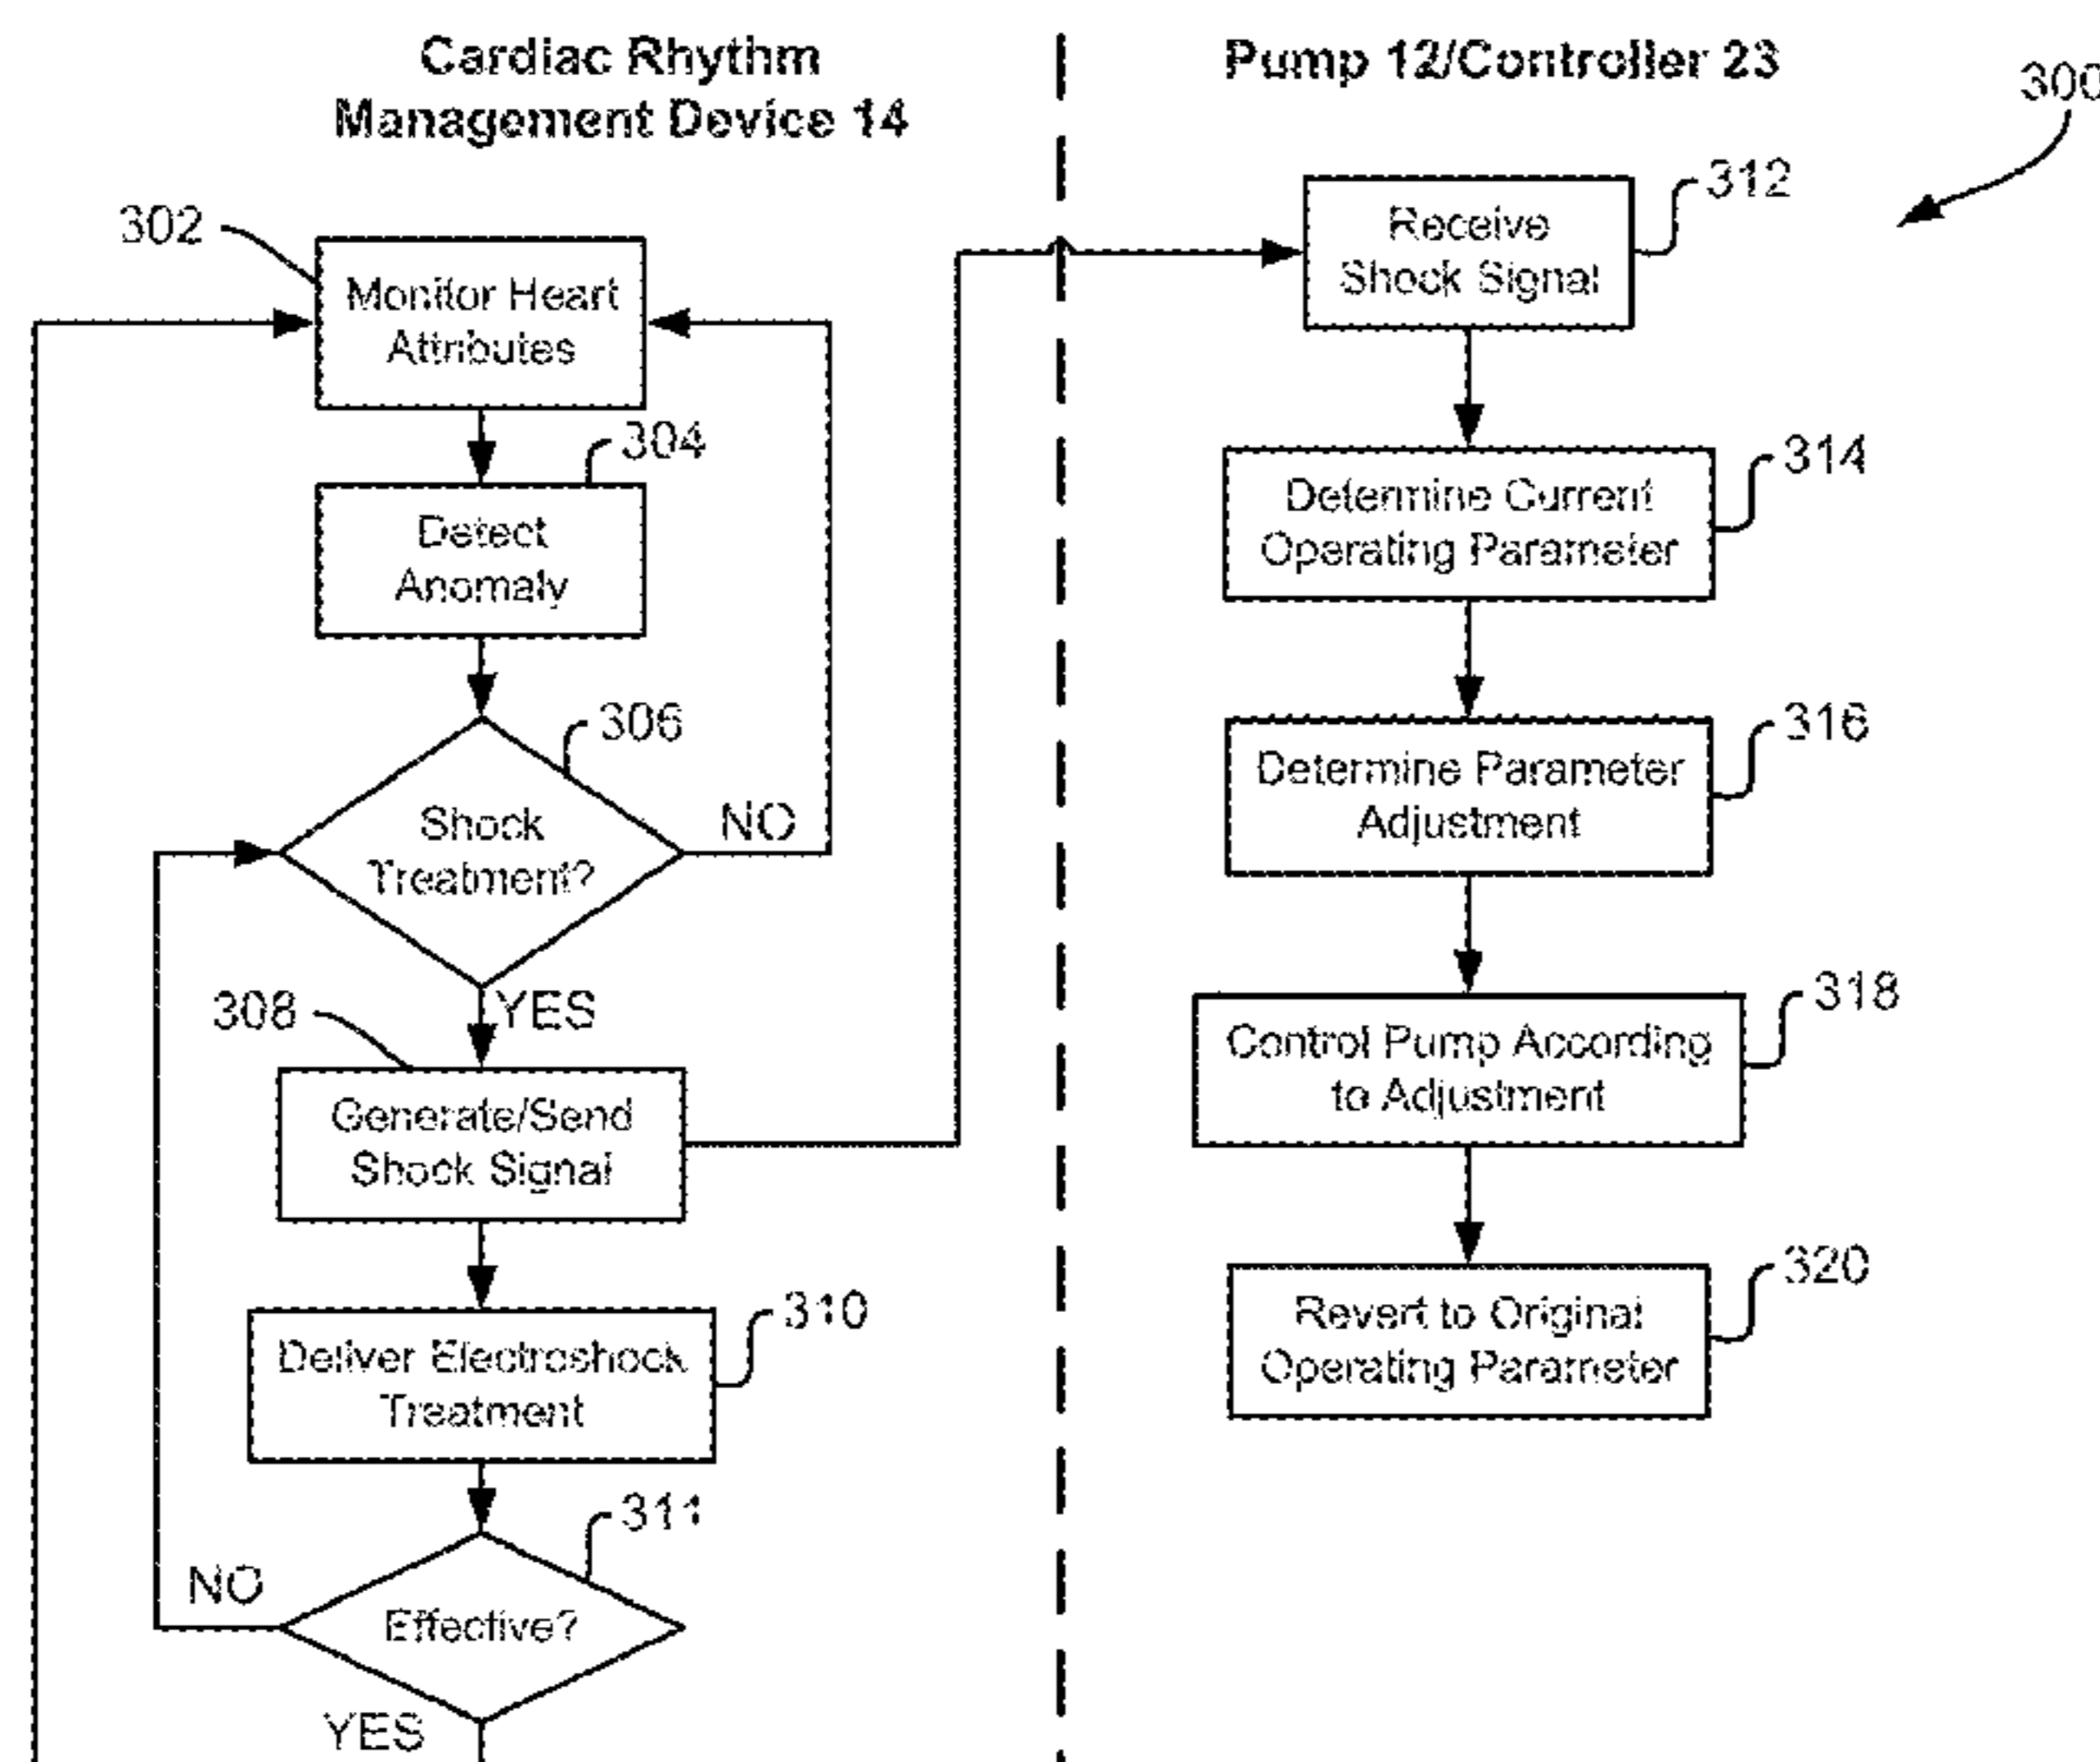 Cardiac Rhythm
Management Device 14
302
Monitor Heart
Attributes
304
Detect
Anomaly
306
Shock
Treatment?
NO
YES
308
Generate/Send
Shock Signal
310
Deliver Electroshock
Treatment
311
NO
Effective?
YES
Pump 12/Controller 23
300
312
Receive
Shock Signal
314
Determine Current
Operating Parameter
316
Determine Parameter
Adjustment
318
Control Pump According
to Adjustment
320
Revert to Original
Operating Parameter